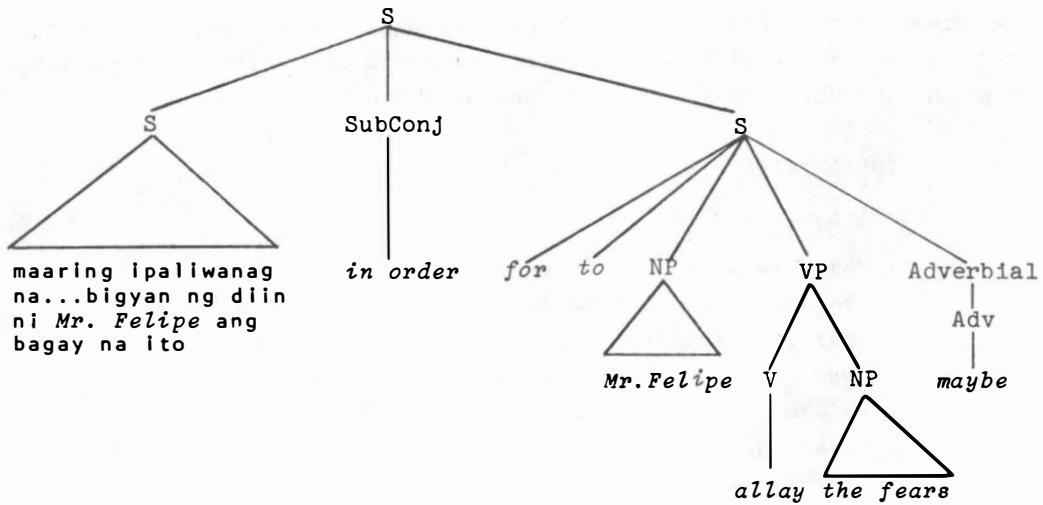 S
S
SubConj
S
maaring ipaliwanag
na...bigyan ng diin
ni Mr. Felipe ang
bagay na ito
in order
for to NP VP Adverbial
Adv
Mr.Felipe V NP maybe
allay the fears